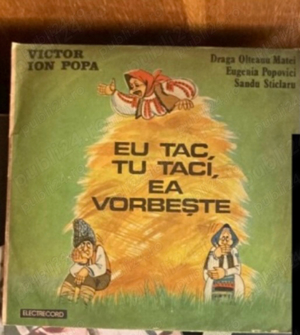 VICTOR
ION POPA
Draga Olteanu Matei
Eugenia Popovici
Sandu Sticlaru
EU TAC,
TU TACI,
EA
VORBEȘTE
ELECTRECORD